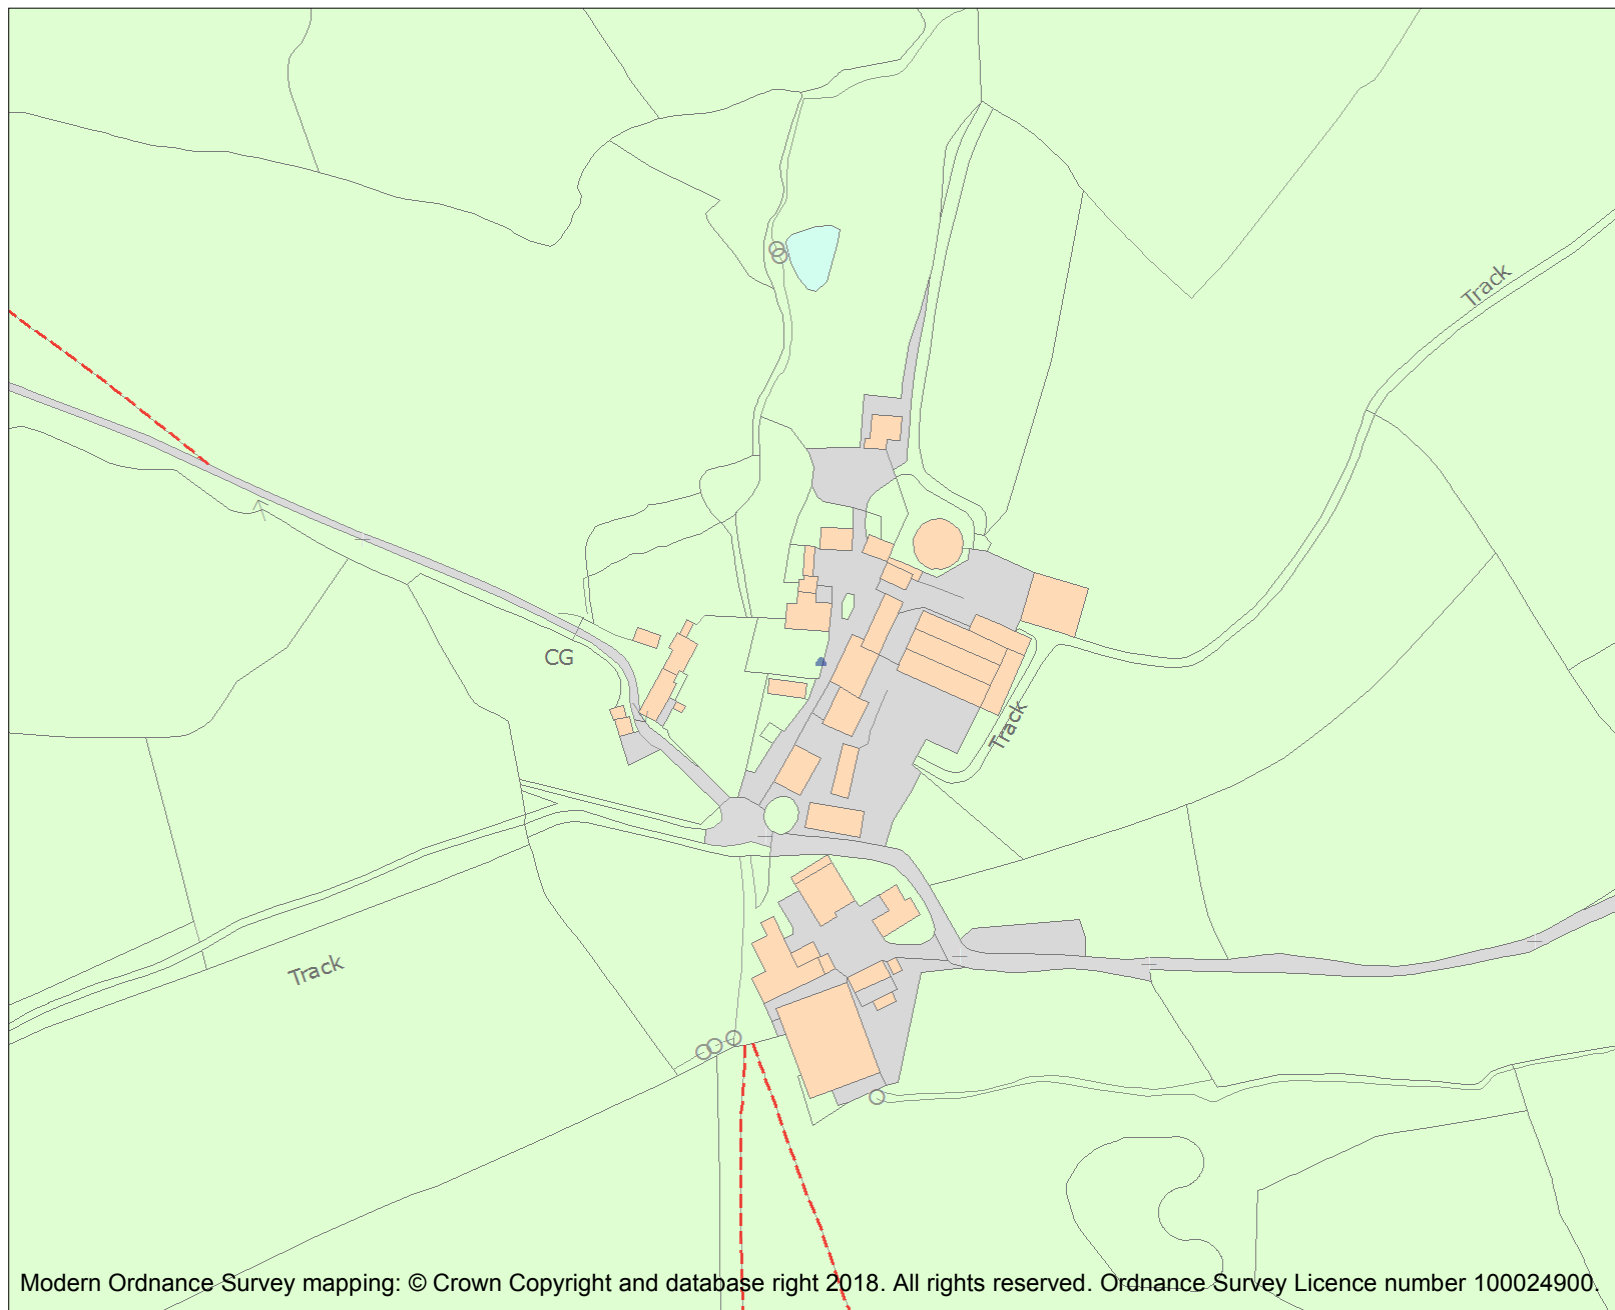 Track
CG
Track
Track
Modern Ordnance Survey mapping: © Crown Copyright and database right 2018. All rights reserved. Ordnance Survey Licence number 100024900.